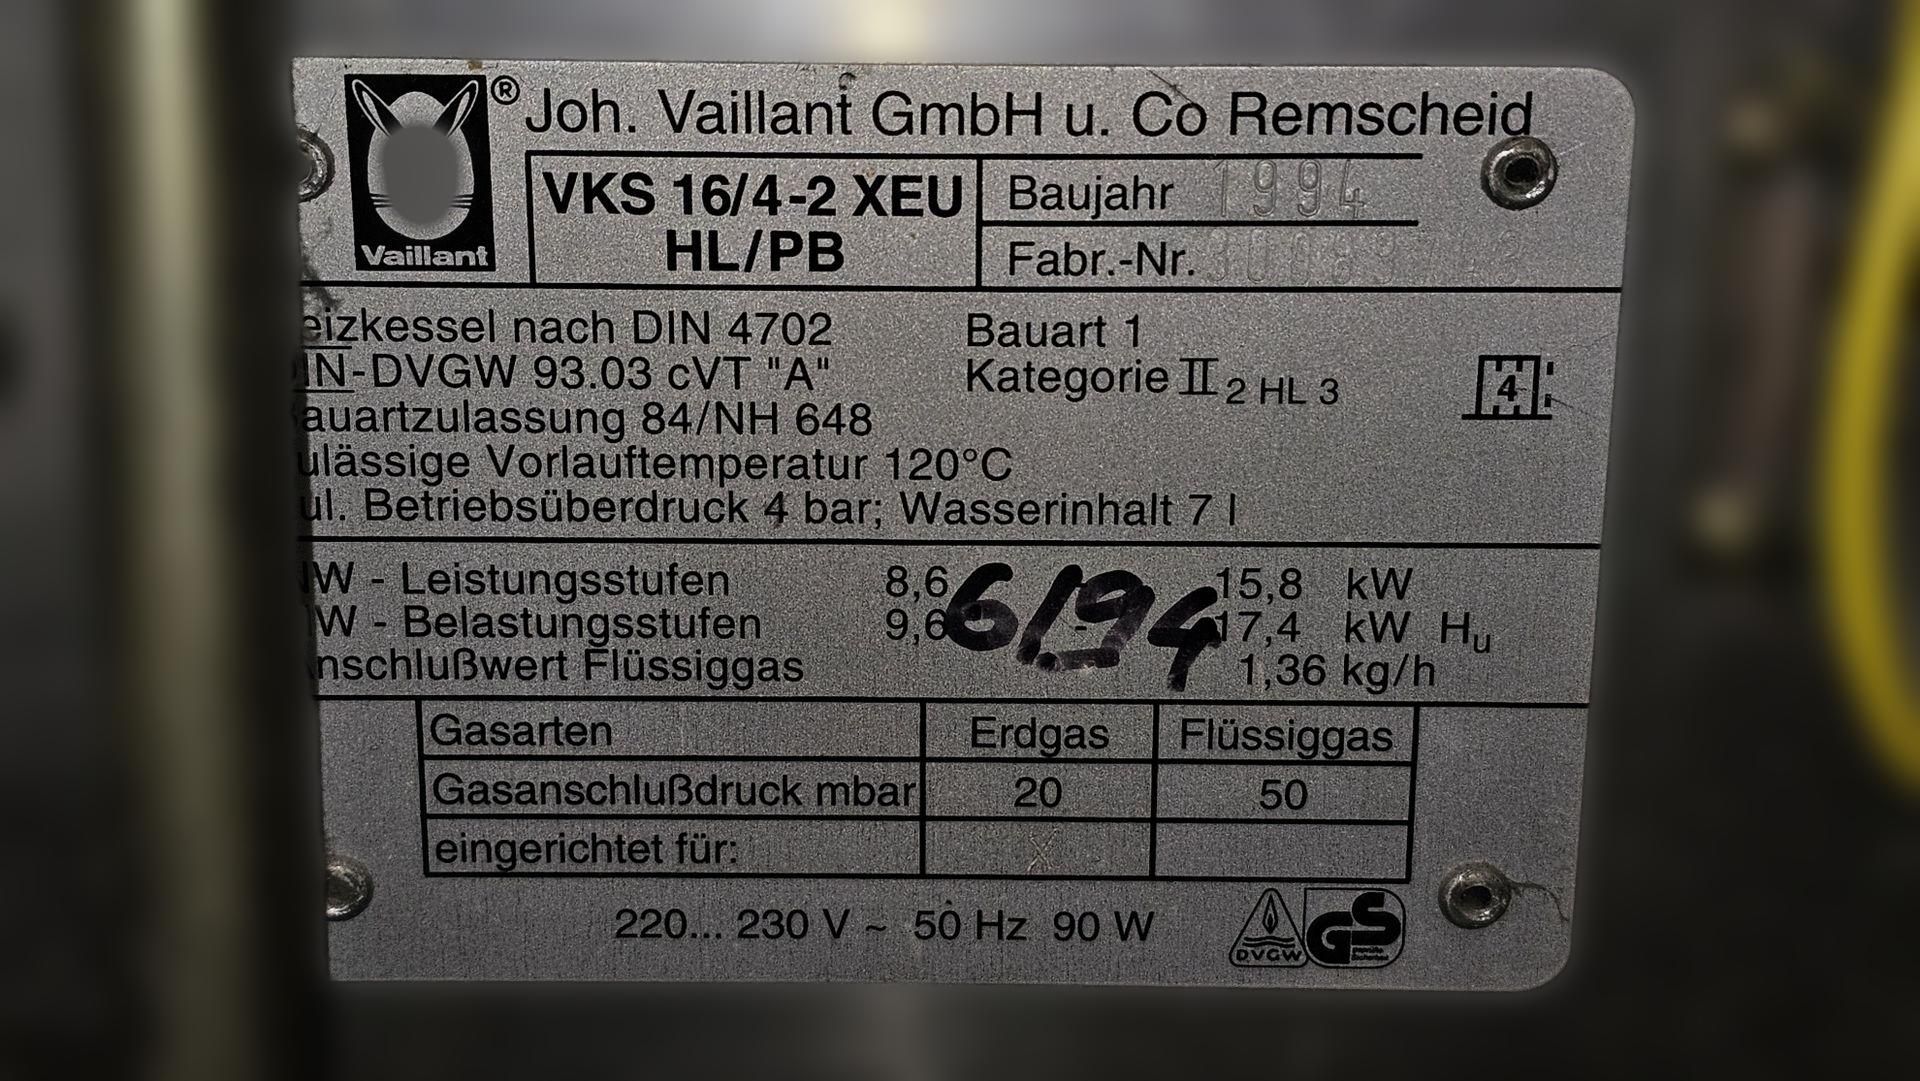 ® Joh. Vaillant GmbH u. Co Remscheid
Vaillant
VKS 16/4-2 XEU
HL/PB
Baujahr 1994
Fabr.-Nr.
eizkessel nach DIN 4702 Bauart 1
IN-DVGW 93.03 cVT "A" Kategorie II 2 HL 3
4
auartzulassung 84/NH 648
ulässige Vorlauftemperatur 120°C
ul. Betriebsüberdruck 4 bar; Wasserinhalt 7 l
W - Leistungsstufen 8,6 - 15,8 kW
W - Belastungsstufen 9,6 - 17,4 kW Hu
6/94
nschlußwert Flüssiggas 1,36 kg/h
Gasarten Erdgas Flüssiggas
Gasanschlußdruck mbar 20 50
eingerichtet für: X
220... 230 V ~ 50 Hz 90 W
DVGW
GS